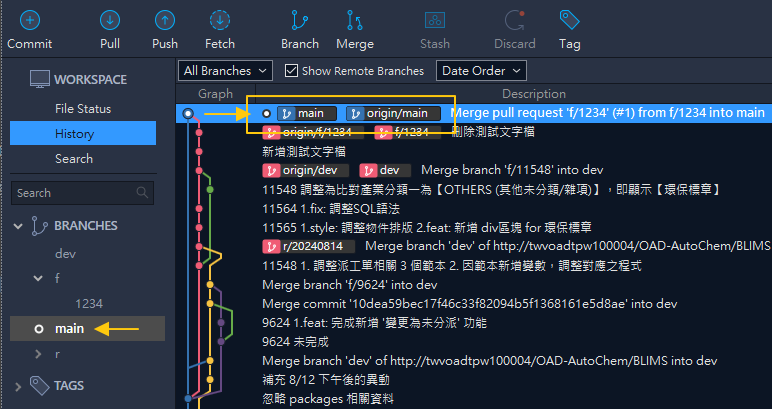 Commit Pull Push Fetch Branch Merge Stash Discard Tag
WORKSPACE
File Status
History
Search
Search
BRANCHES
dev
f
1234
main
r
TAGS
All Branches Show Remote Branches Date Order
Graph Description
main origin/main Merge pull request 'f/1234' (#1) from f/1234 into main
origin/f/1234 f/1234 刪除測試文字檔
新增測試文字檔
origin/dev dev Merge branch 'f/11548' into dev
11548 調整為比對產業分類一為【OTHERS (其他未分類/雜項)】，即顯示【環保標章】
11564 1.fix: 調整SQL語法
11565 1.style: 調整物件排版 2.feat: 新增 div區塊 for 環保標章
r/20240814 Merge branch 'dev' of http://twvoadtpw100004/OAD-AutoChem/BLIMS
11548 1. 調整派工單相關 3 個範本 2. 因範本新增變數，調整對應之程式
Merge branch 'f/9624' into dev
Merge commit '10dea59bec17f46c33f82094b5f1368161e5d8ae' into dev
9624 1.feat: 完成新增 '變更為未分派' 功能
9624 未完成
Merge branch 'dev' of http://twvoadtpw100004/OAD-AutoChem/BLIMS into dev
補充 8/12 下午後的異動
忽略 packages 相關資料